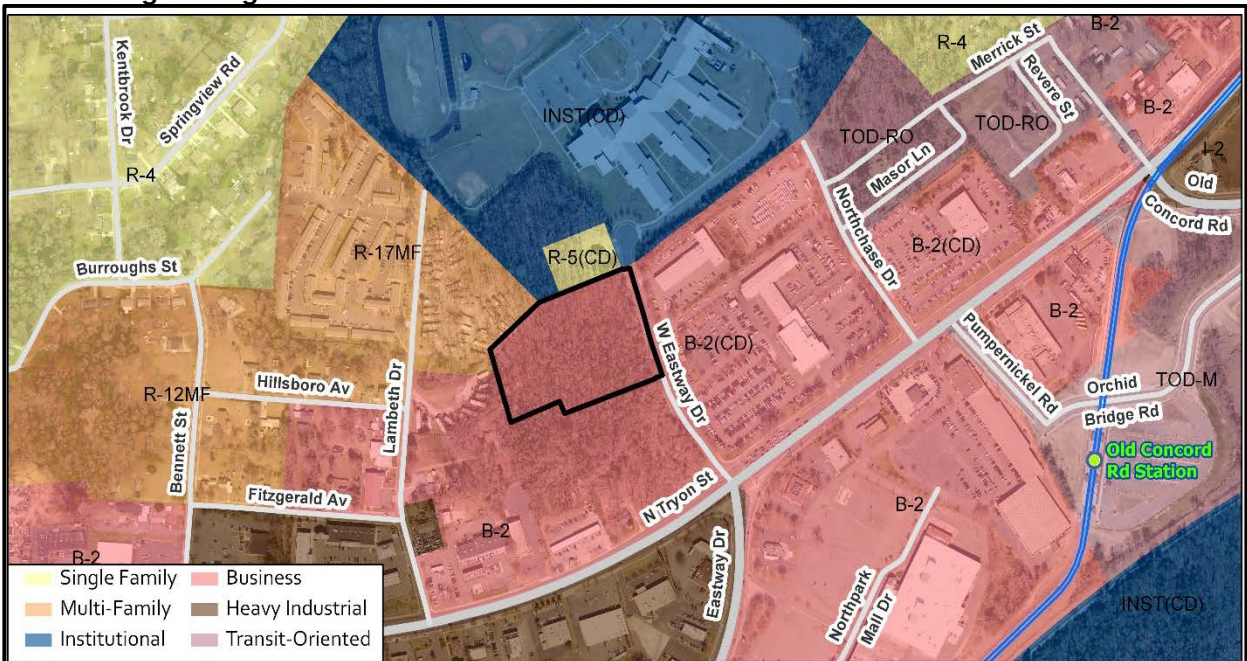 Kentbrook Dr
Springview Rd
R-4
Burroughs St
R-17MF
R-12MF
Hillsboro Av
Bennett St
Lambeth Dr
Fitzgerald Av
B-2
B-2
INST(CD)
R-5(CD)
W Eastway Dr
B-2(CD)
N Tryon St
Eastway Dr
R-4
Merrick St
B-2
Revere St
TOD-RO
TOD-RO
Masor Ln
Northchase Dr
B-2(CD)
B-2
I-2
Old
Concord Rd
B-2
Pumpernickel Rd
Orchid
Bridge Rd
TOD-M
Old Concord
Rd Station
B-2
Northpark
Mall Dr
INST(CD)
Single Family
Multi-Family
Institutional
Business
Heavy Industrial
Transit-Oriented